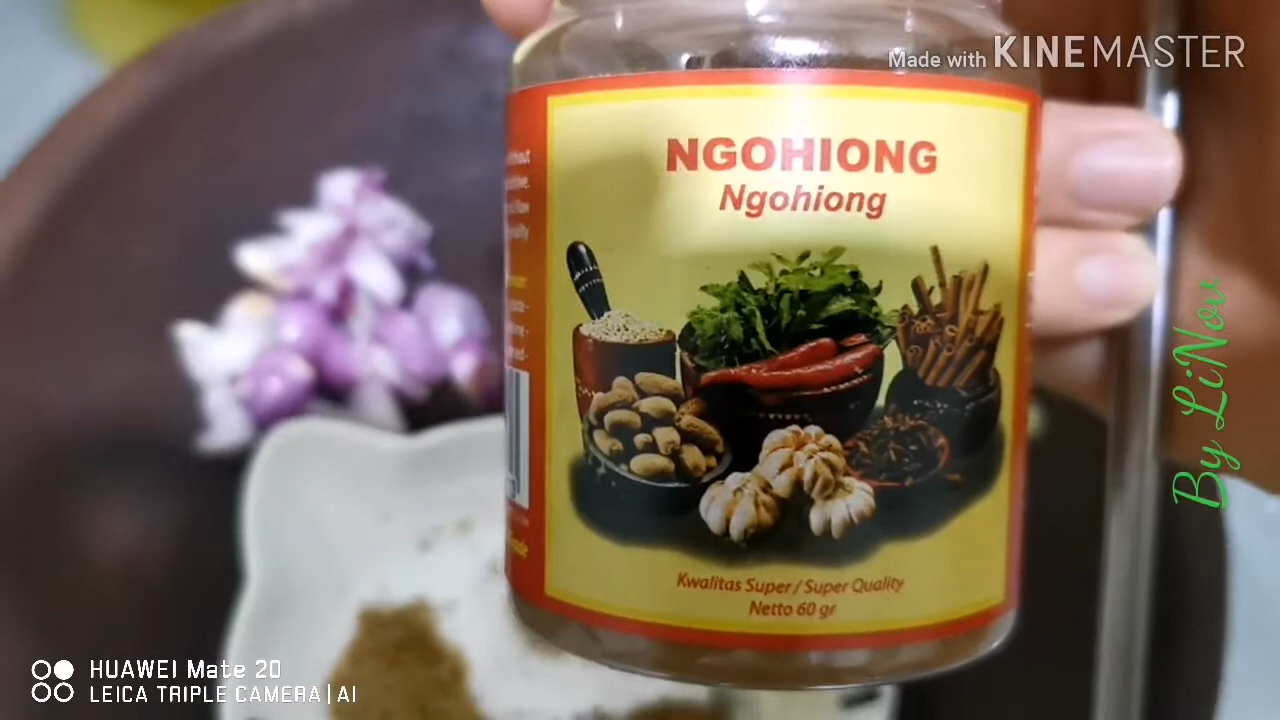 Made with KINEMASTER
NGOHIONG
Ngohiong
Kwalitas Super / Super Quality
Netto 60 gr
By LiNov
HUAWEI Mate 20
LEICA TRIPLE CAMERA | AI